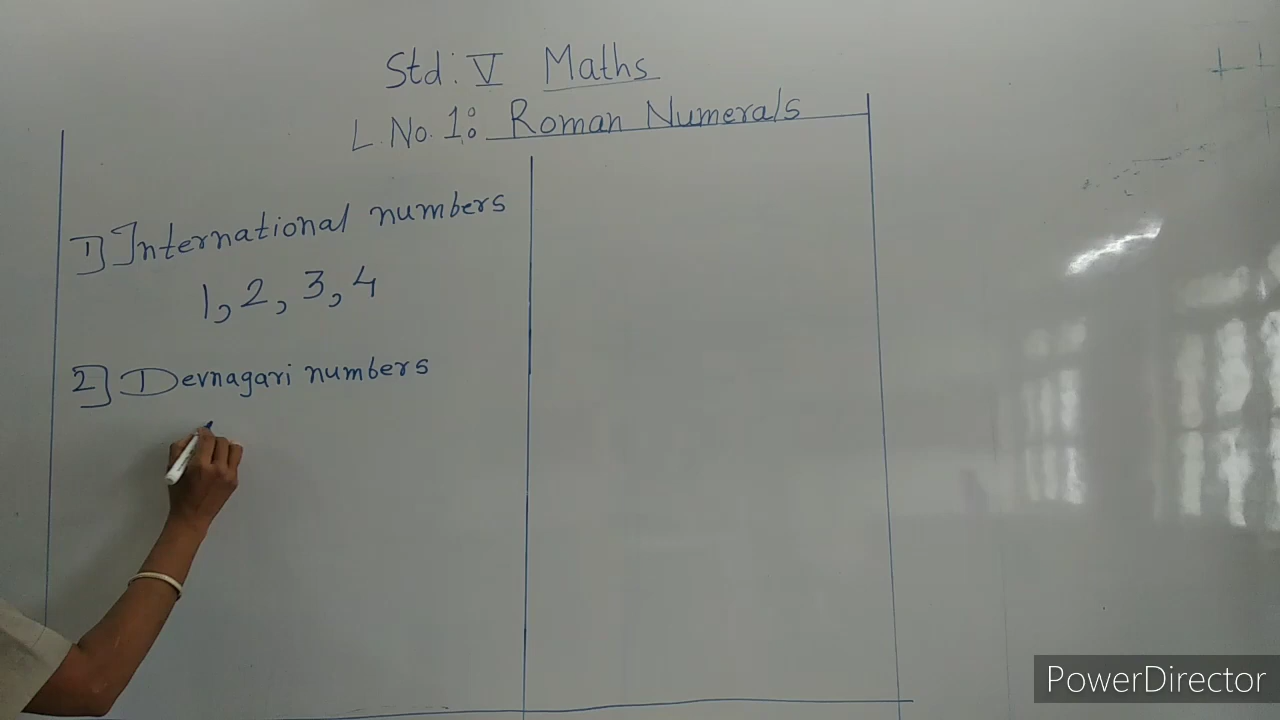 Std: V Maths
L. No. 1: Roman Numerals
1] International numbers
1, 2, 3, 4
2] Devnagari numbers
PowerDirector